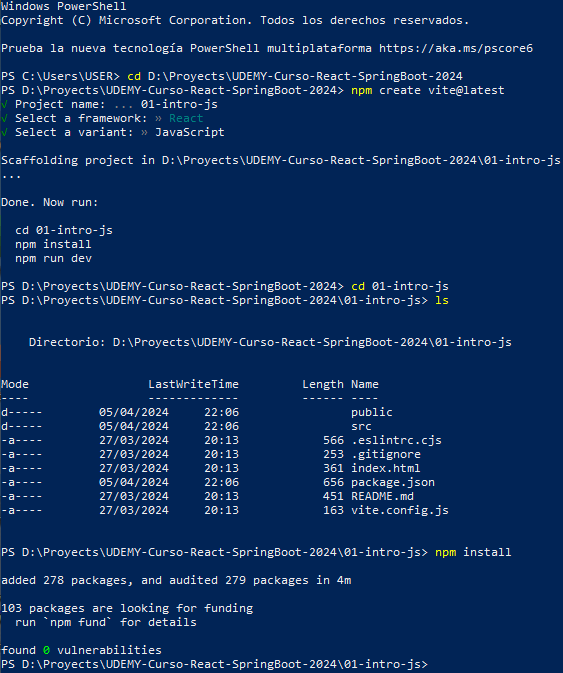 Windows PowerShell
Copyright (C) Microsoft Corporation. Todos los derechos reservados.
Prueba la nueva tecnología PowerShell multiplataforma https://aka.ms/pscore6
PS C:\Users\USER> cd D:\Proyects\UDEMY-Curso-React-SpringBoot-2024
PS D:\Proyects\UDEMY-Curso-React-SpringBoot-2024> npm create vite@latest
√ Project name: ... 01-intro-js
√ Select a framework: » React
√ Select a variant: » JavaScript
Scaffolding project in D:\Proyects\UDEMY-Curso-React-SpringBoot-2024\01-intro-js
...
Done. Now run:
  cd 01-intro-js
  npm install
  npm run dev
PS D:\Proyects\UDEMY-Curso-React-SpringBoot-2024> cd 01-intro-js
PS D:\Proyects\UDEMY-Curso-React-SpringBoot-2024\01-intro-js> ls
    Directorio: D:\Proyects\UDEMY-Curso-React-SpringBoot-2024\01-intro-js
Mode                 LastWriteTime         Length Name
----                 -------------         ------ ----
d-----        05/04/2024     22:06                public
d-----        05/04/2024     22:06                src
-a----        27/03/2024     20:13            566 .eslintrc.cjs
-a----        27/03/2024     20:13            253 .gitignore
-a----        27/03/2024     20:13            361 index.html
-a----        05/04/2024     22:06            656 package.json
-a----        27/03/2024     20:13            451 README.md
-a----        27/03/2024     20:13            163 vite.config.js
PS D:\Proyects\UDEMY-Curso-React-SpringBoot-2024\01-intro-js> npm install
added 278 packages, and audited 279 packages in 4m
103 packages are looking for funding
  run `npm fund` for details
found 0 vulnerabilities
PS D:\Proyects\UDEMY-Curso-React-SpringBoot-2024\01-intro-js>